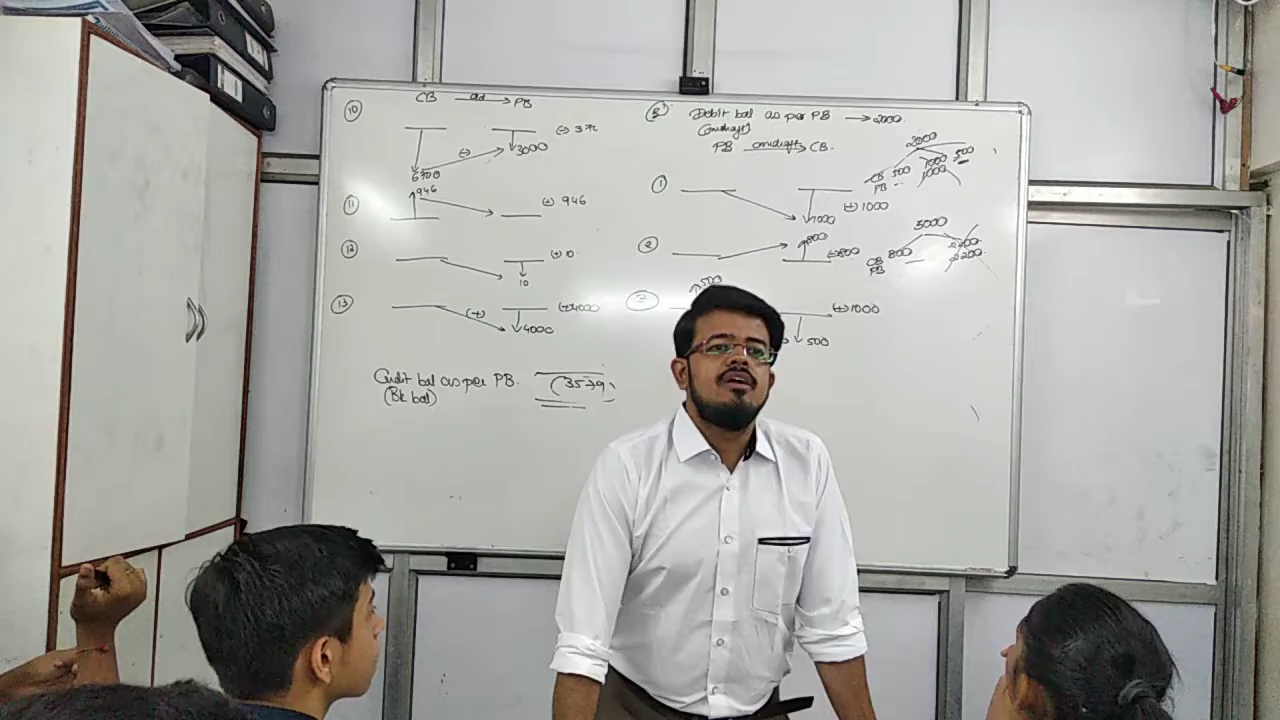 10 CB od → PB
(-) 3700
3000
6700
(-)
11 946
(+) 946
12 (+) 10
10
13 (+) (+)4000
4000
Credit bal as per PB. (3579)
(Bk bal)
Debit bal as per PB → 2000.
(overdraft)
PB overdraft → CB.
1 (+) 1000
1000
2000
CB 500 1000 500
PB -- 1000
2 800 (-)800
3000
CB 800 2200
PB — 2200
3 500 (+)1000
500